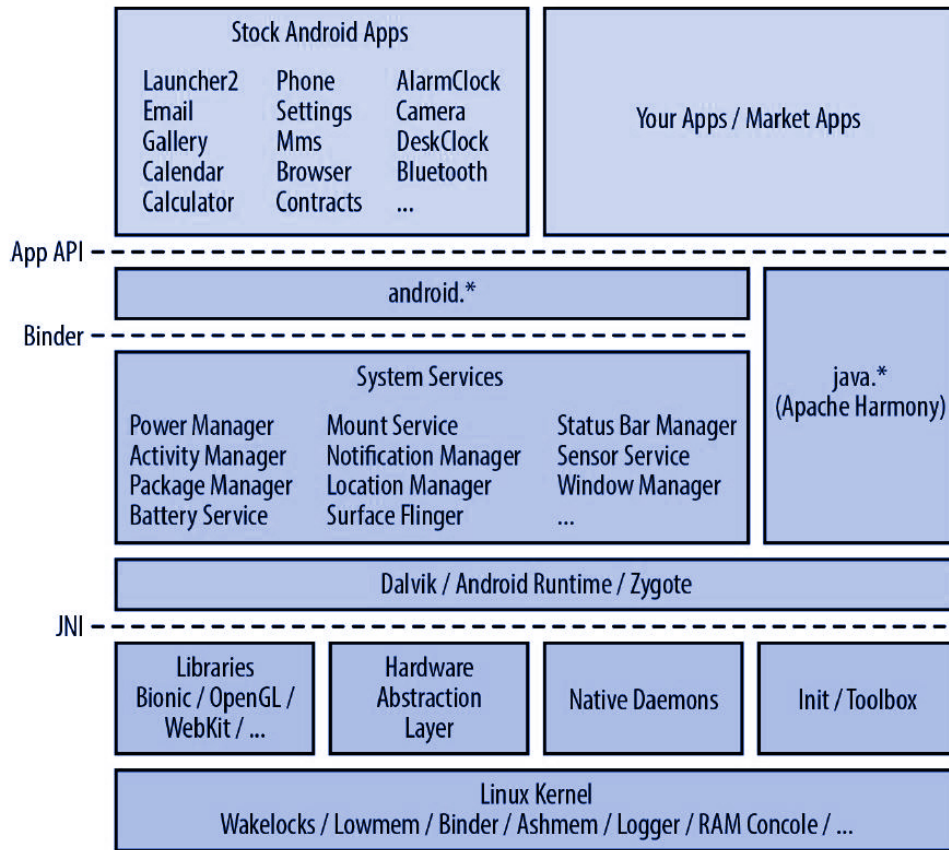 Stock Android Apps
Launcher2 Phone AlarmClock
Email Settings Camera
Gallery Mms DeskClock
Calendar Browser Bluetooth
Calculator Contracts ...
Your Apps / Market Apps
App API
android.*
Binder
System Services
Power Manager Mount Service Status Bar Manager
Activity Manager Notification Manager Sensor Service
Package Manager Location Manager Window Manager
Battery Service Surface Flinger ...
java.*
(Apache Harmony)
Dalvik / Android Runtime / Zygote
JNI
Libraries
Bionic / OpenGL /
WebKit / ...
Hardware
Abstraction
Layer
Native Daemons
Init / Toolbox
Linux Kernel
Wakelocks / Lowmem / Binder / Ashmem / Logger / RAM Concole / ...